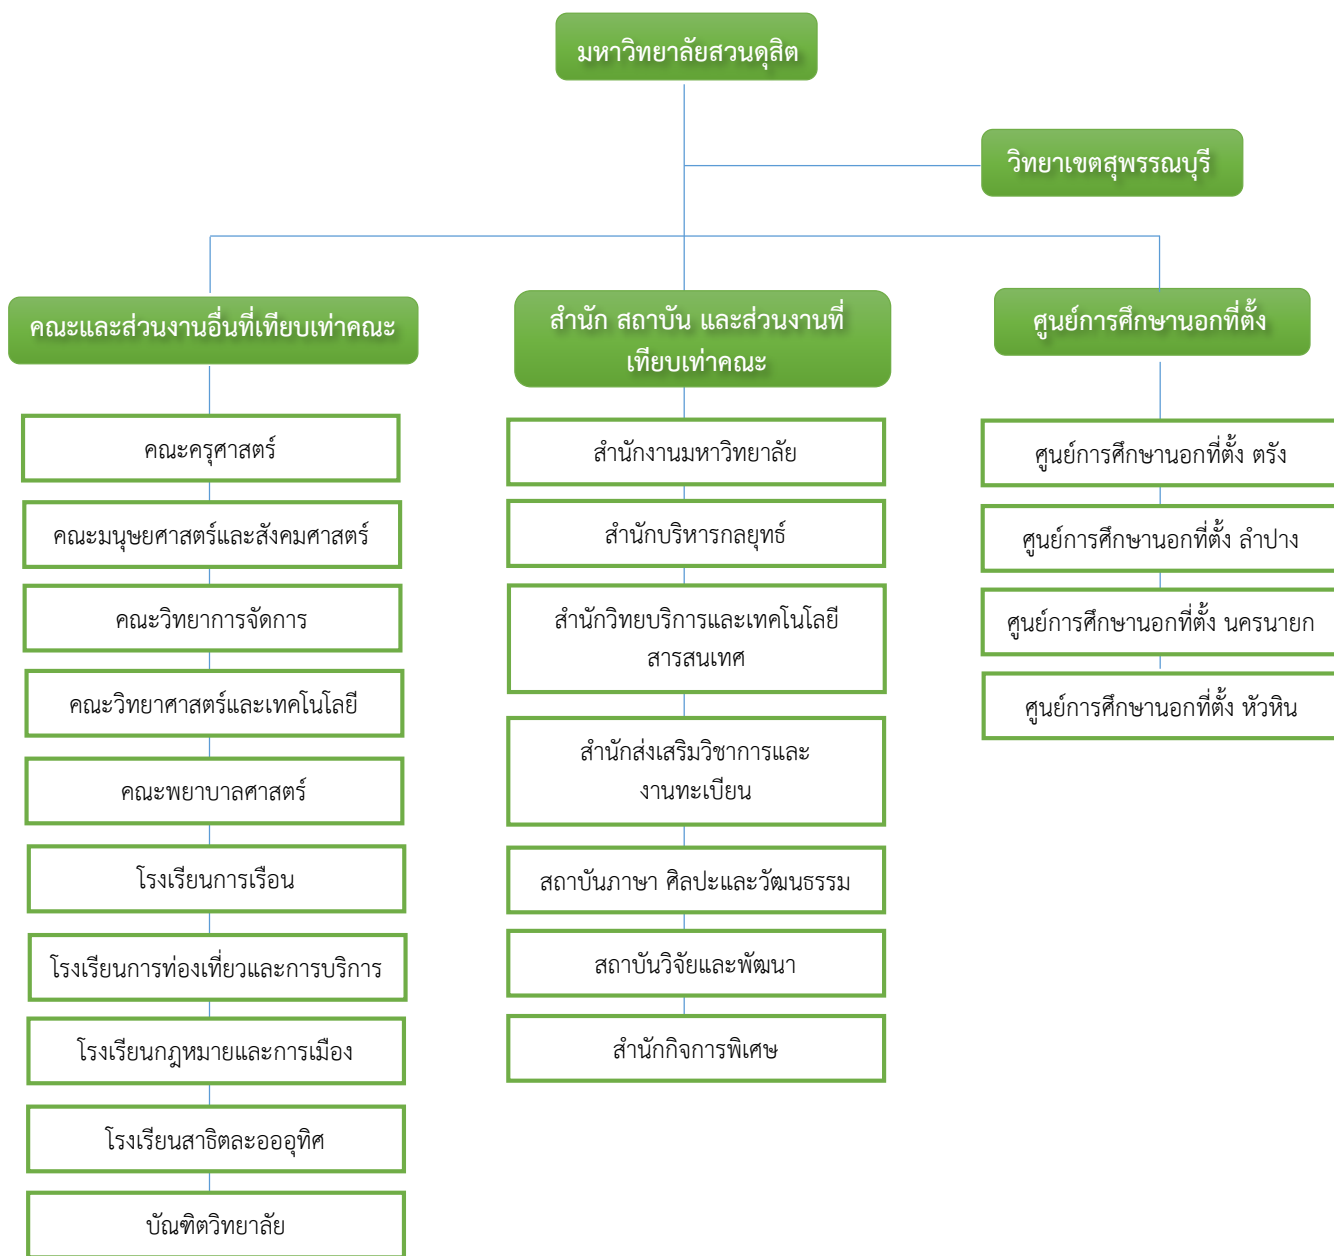 มหาวิทยาลัยสวนดุสิต
วิทยาเขตสุพรรณบุรี
คณะและส่วนงานอื่นที่เทียบเท่าคณะ
คณะครุศาสตร์
คณะมนุษยศาสตร์และสังคมศาสตร์
คณะวิทยาการจัดการ
คณะวิทยาศาสตร์และเทคโนโลยี
คณะพยาบาลศาสตร์
โรงเรียนการเรือน
โรงเรียนการท่องเที่ยวและการบริการ
โรงเรียนกฎหมายและการเมือง
โรงเรียนสาธิตละอออุทิศ
บัณฑิตวิทยาลัย
สำนัก สถาบัน และส่วนงานที่
เทียบเท่าคณะ
สำนักงานมหาวิทยาลัย
สำนักบริหารกลยุทธ์
สำนักวิทยบริการและเทคโนโลยี
สารสนเทศ
สำนักส่งเสริมวิชาการและ
งานทะเบียน
สถาบันภาษา ศิลปะและวัฒนธรรม
สถาบันวิจัยและพัฒนา
สำนักกิจการพิเศษ
ศูนย์การศึกษานอกที่ตั้ง
ศูนย์การศึกษานอกที่ตั้ง ตรัง
ศูนย์การศึกษานอกที่ตั้ง ลำปาง
ศูนย์การศึกษานอกที่ตั้ง นครนายก
ศูนย์การศึกษานอกที่ตั้ง หัวหิน